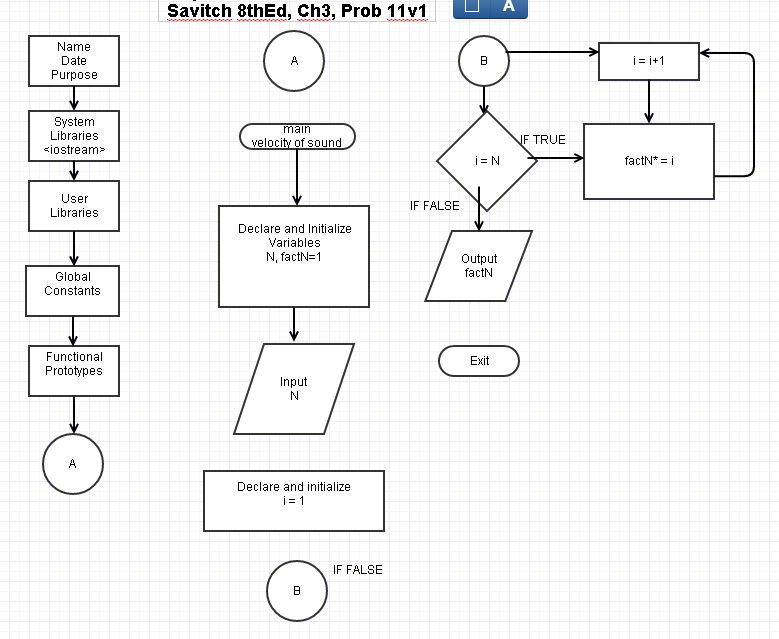 Savitch 8thEd, Ch3, Prob 11v1
A
Name
Date
Purpose
System
Libraries
<iostream>
User
Libraries
Global
Constants
Functional
Prototypes
A
A
main
velocity of sound
Declare and Initialize
Variables
N, factN=1
Input
N
Declare and initialize
i = 1
B
IF FALSE
B
i = i+1
i = N
IF TRUE
factN* = i
IF FALSE
Output
factN
Exit